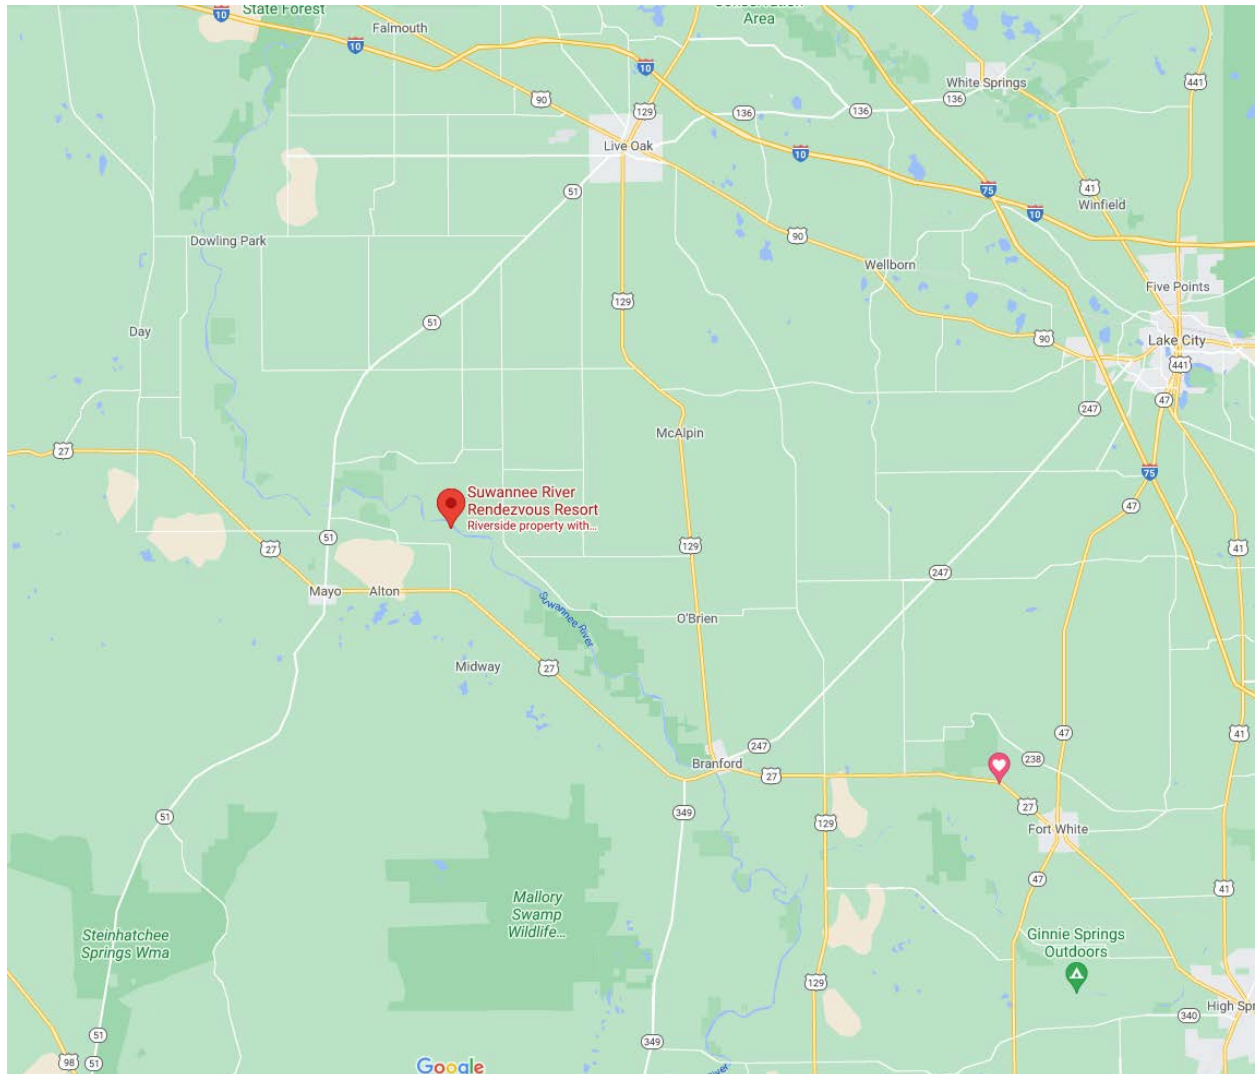 State Forest
Conservation
Area
10
Falmouth
10
10
White Springs
441
90
129
136
136
136
Live Oak
10
51
75
41
10
Winfield
Dowling Park
90
Wellborn
Five Points
129
51
Day
90
Lake City
441
47
247
McAlpin
27
75
Suwannee River
Rendezvous Resort
Riverside property with...
47
51
27
129
41
247
Mayo
Alton
Suwannee River
O'Brien
Midway
27
47
41
247
Branford
27
238
27
349
51
129
Fort White
47
41
Mallory
Swamp
Wildlife...
Steinhatchee
Springs Wma
Ginnie Springs
Outdoors
129
High Spr
340
51
349
98
51
Google
River